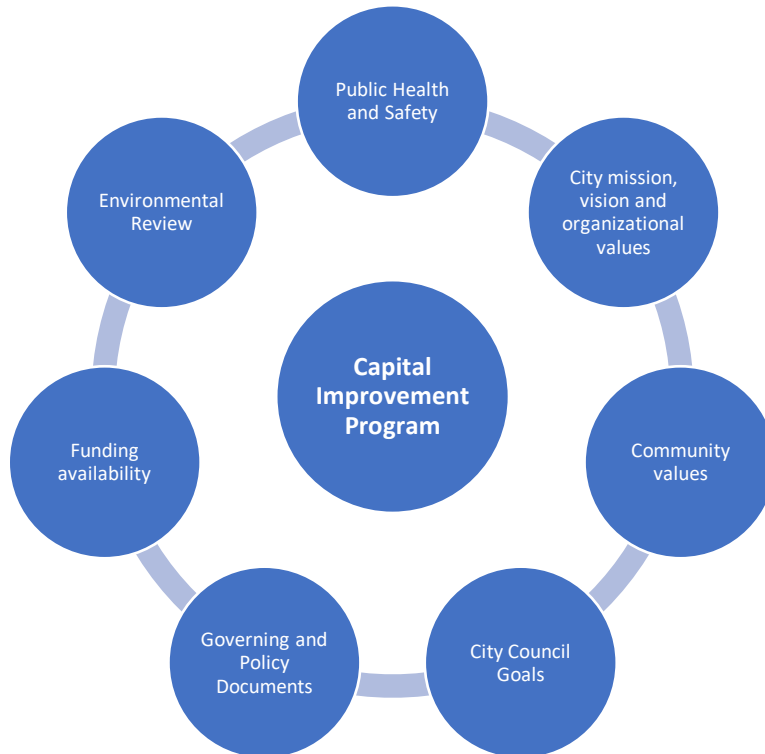 Public Health
and Safety
City mission,
vision and
organizational
values
Community
values
City Council
Goals
Governing and
Policy
Documents
Funding
availability
Environmental
Review
Capital
Improvement
Program